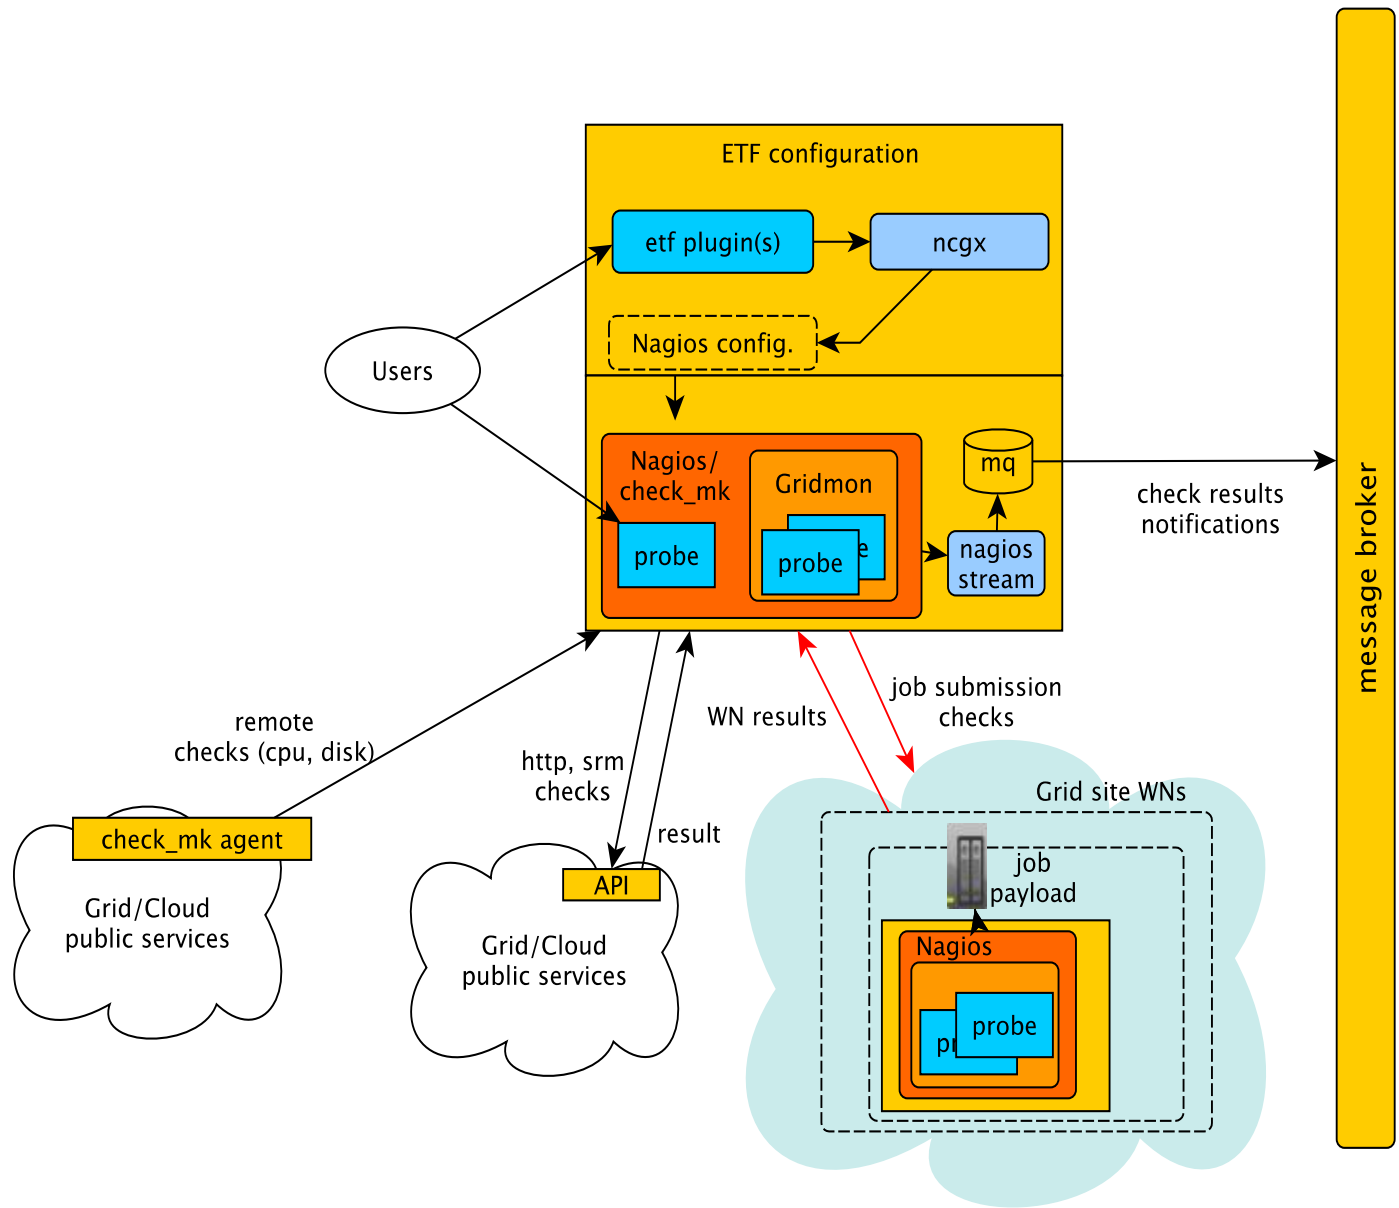 ETF configuration
etf plugin(s)
ncgx
Nagios config.
Users
Nagios/
check_mk
Gridmon
probe
probe
e
mq
nagios
stream
check results
notifications
message broker
remote
checks (cpu, disk)
http, srm
checks
result
WN results
job submission
checks
check_mk agent
Grid/Cloud
public services
API
Grid/Cloud
public services
Grid site WNs
job
payload
Nagios
probe
pr